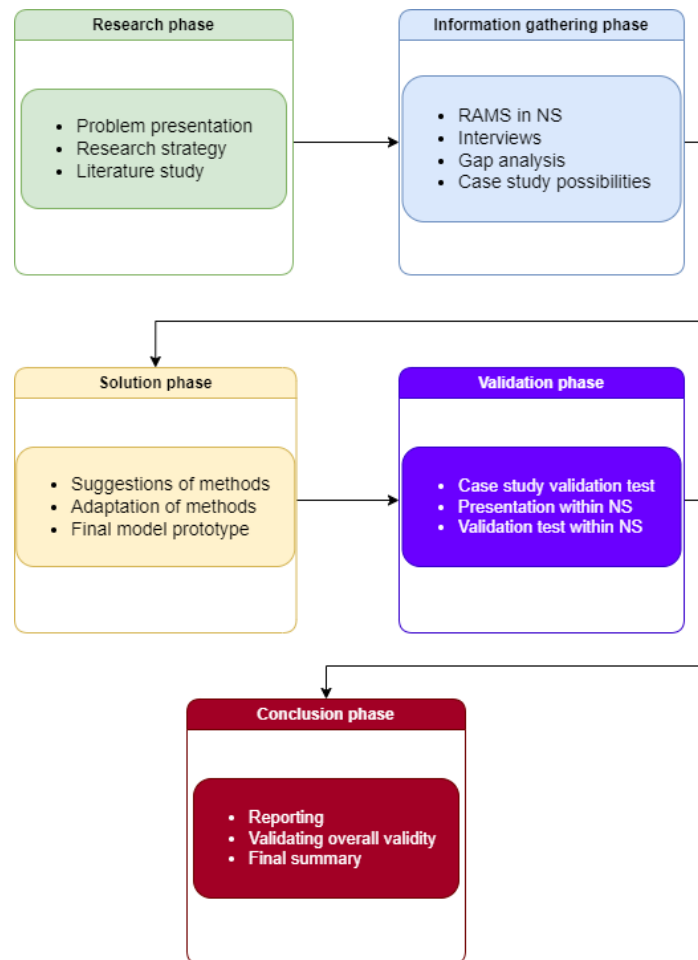 Research phase
Problem presentation
Research strategy
Literature study
Information gathering phase
RAMS in NS
Interviews
Gap analysis
Case study possibilities
Solution phase
Suggestions of methods
Adaptation of methods
Final model prototype
Validation phase
Case study validation test
Presentation within NS
Validation test within NS
Conclusion phase
Reporting
Validating overall validity
Final summary